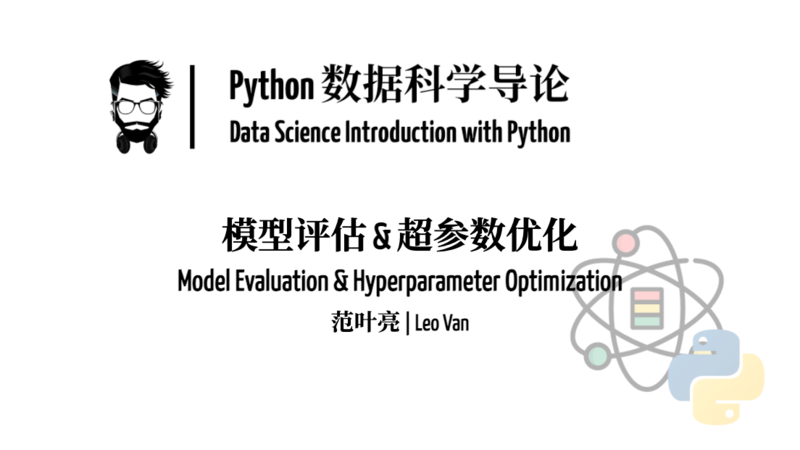 Python 数据科学导论
Data Science Introduction with Python
模型评估 & 超参数优化
Model Evaluation & Hyperparameter Optimization
范叶亮 | Leo Van